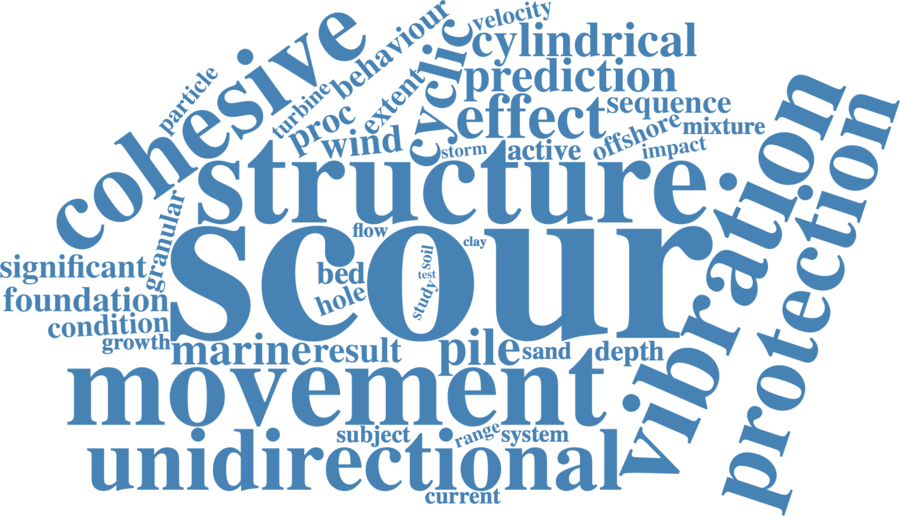 velocity
cohesive
behaviour
cyclic
cylindrical
particle
turbine
extent
prediction
proc
wind
effect
sequence
offshore
mixture
storm
active
impact
structure
vibration
protection
granular
flow
clay
scour
significant
bed
soil
test
study
hole
foundation
condition
growth
marine
result
pile
sand
depth
movement
subject
range
system
unidirectional
current